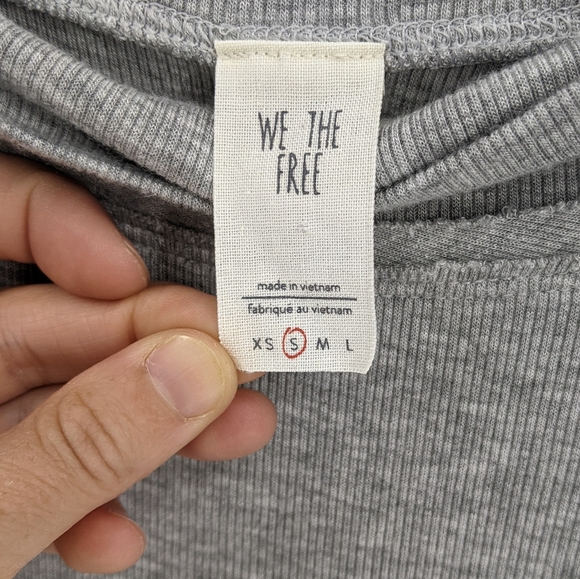 WE THE
FREE
made in vietnam
fabriqué au vietnam
XS S M L